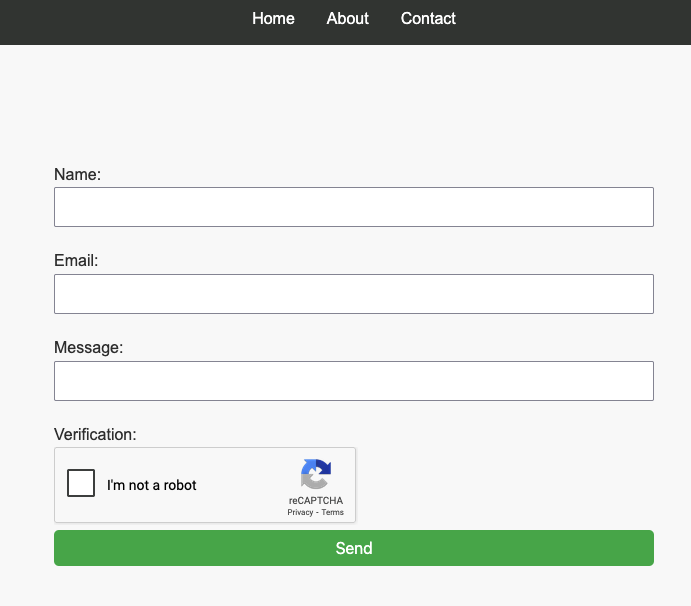 Home About Contact
Name:
Email:
Message:
Verification:
I'm not a robot
reCAPTCHA
Privacy - Terms
Send